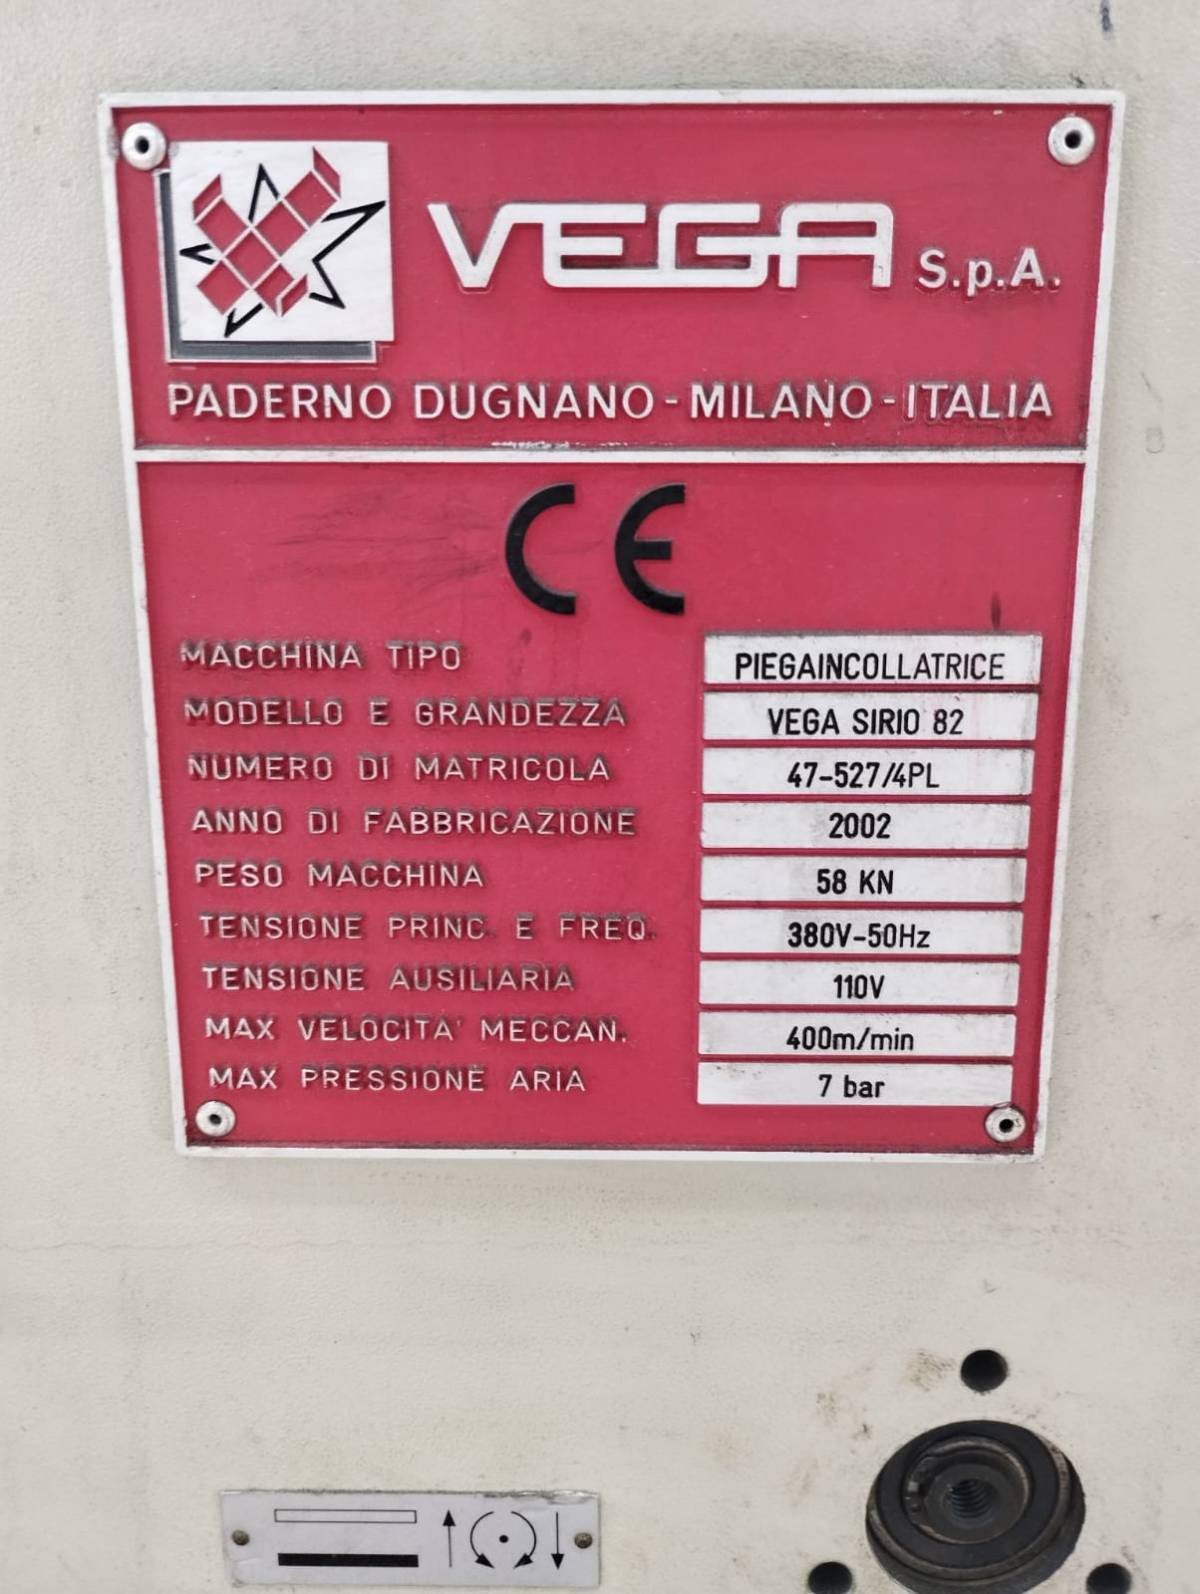 VEGA S.p.A.
PADERNO DUGNANO - MILANO - ITALIA
CE
MACCHINA TIPO PIEGAINCOLLATRICE
MODELLO E GRANDEZZA VEGA SIRIO 82
NUMERO DI MATRICOLA 47-527/4PL
ANNO DI FABBRICAZIONE 2002
PESO MACCHINA 58 KN
TENSIONE PRINC. E FREQ. 380V-50Hz
TENSIONE AUSILIARIA 110V
MAX VELOCITA' MECCAN. 400m/min
MAX PRESSIONE ARIA 7 bar